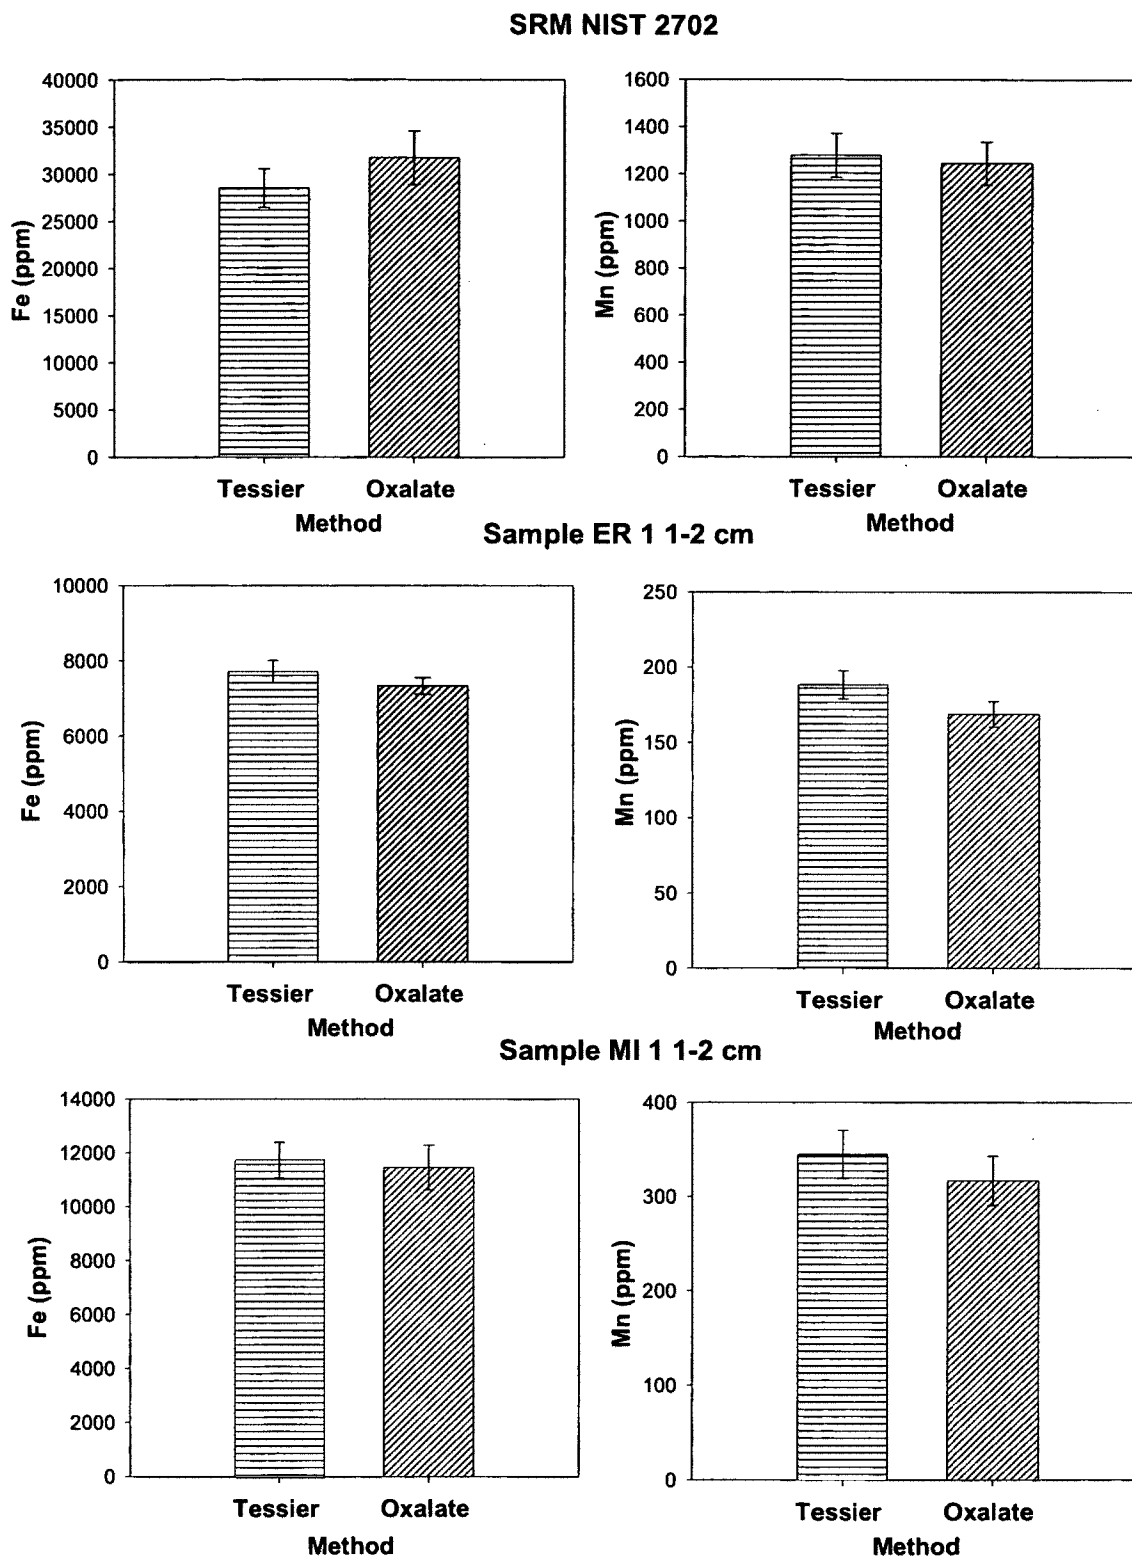 SRM NIST 2702
40000
35000
30000
25000
20000
15000
10000
5000
0
Fe (ppm)
Tessier Oxalate
Method
1600
1400
1200
1000
800
600
400
200
0
Mn (ppm)
Tessier Oxalate
Method
Sample ER 1 1-2 cm
10000
8000
6000
4000
2000
0
Fe (ppm)
Tessier Oxalate
Method
250
200
150
100
50
0
Mn (ppm)
Tessier Oxalate
Method
Sample MI 1 1-2 cm
14000
12000
10000
8000
6000
4000
2000
0
Fe (ppm)
Tessier Oxalate
Method
400
300
200
100
0
Mn (ppm)
Tessier Oxalate
Method